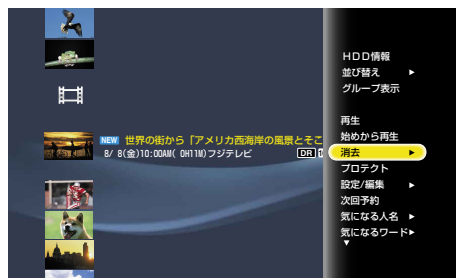 HDD情報
並び替え ▶
グループ表示
再生
NEW 世界の街から「アメリカ西海岸の風景とそこ
始めから再生
8/ 8(金)10:00AM( 0H11M)フジテレビ DR
消去 ▶
プロテクト
設定/編集 ▶
次回予約
気になる人名 ▶
気になるワード▶
▼